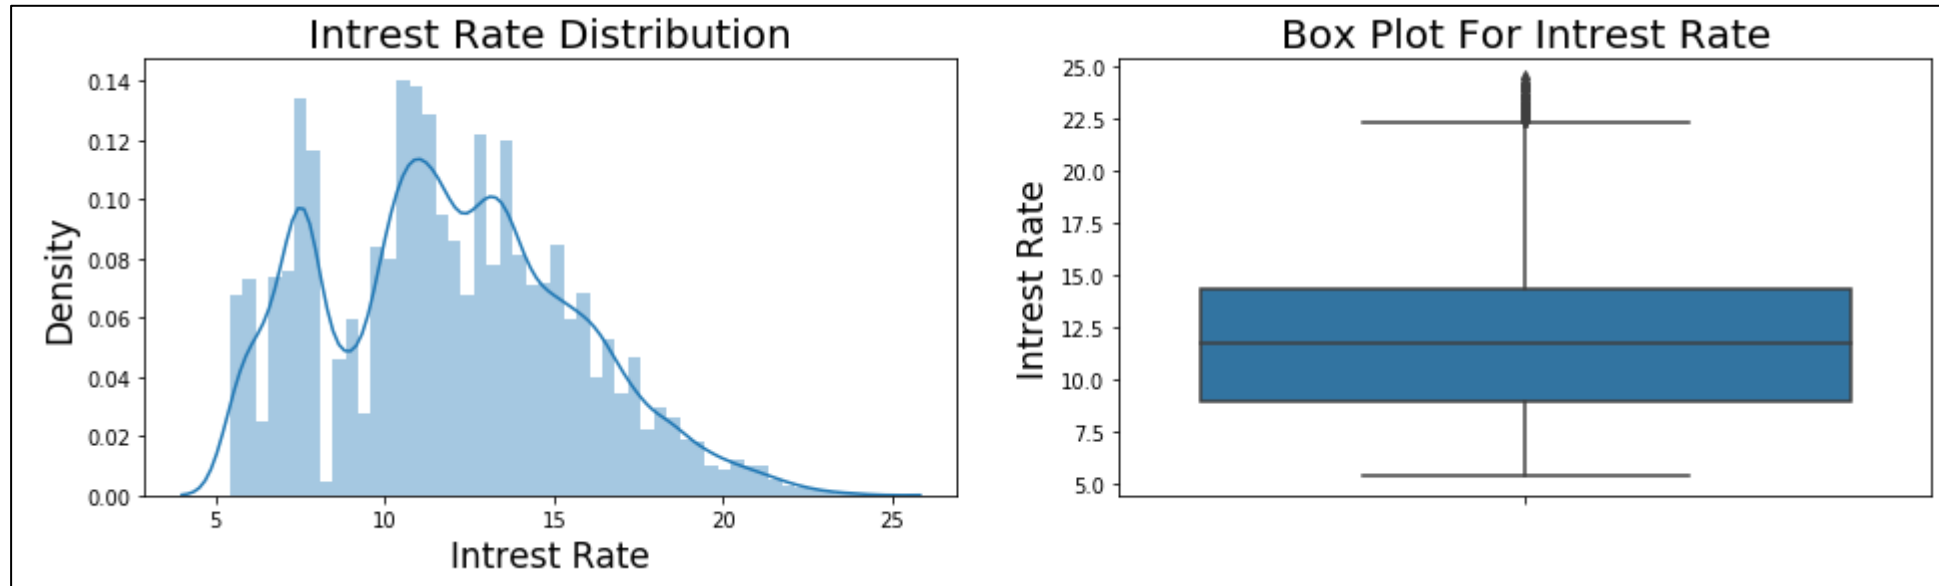 Intrest Rate Distribution
0.14
0.12
0.10
0.08
0.06
0.04
0.02
0.00
Density
5 10 15 20 25
Intrest Rate
Box Plot For Intrest Rate
25.0
22.5
20.0
17.5
15.0
12.5
10.0
7.5
5.0
Intrest Rate